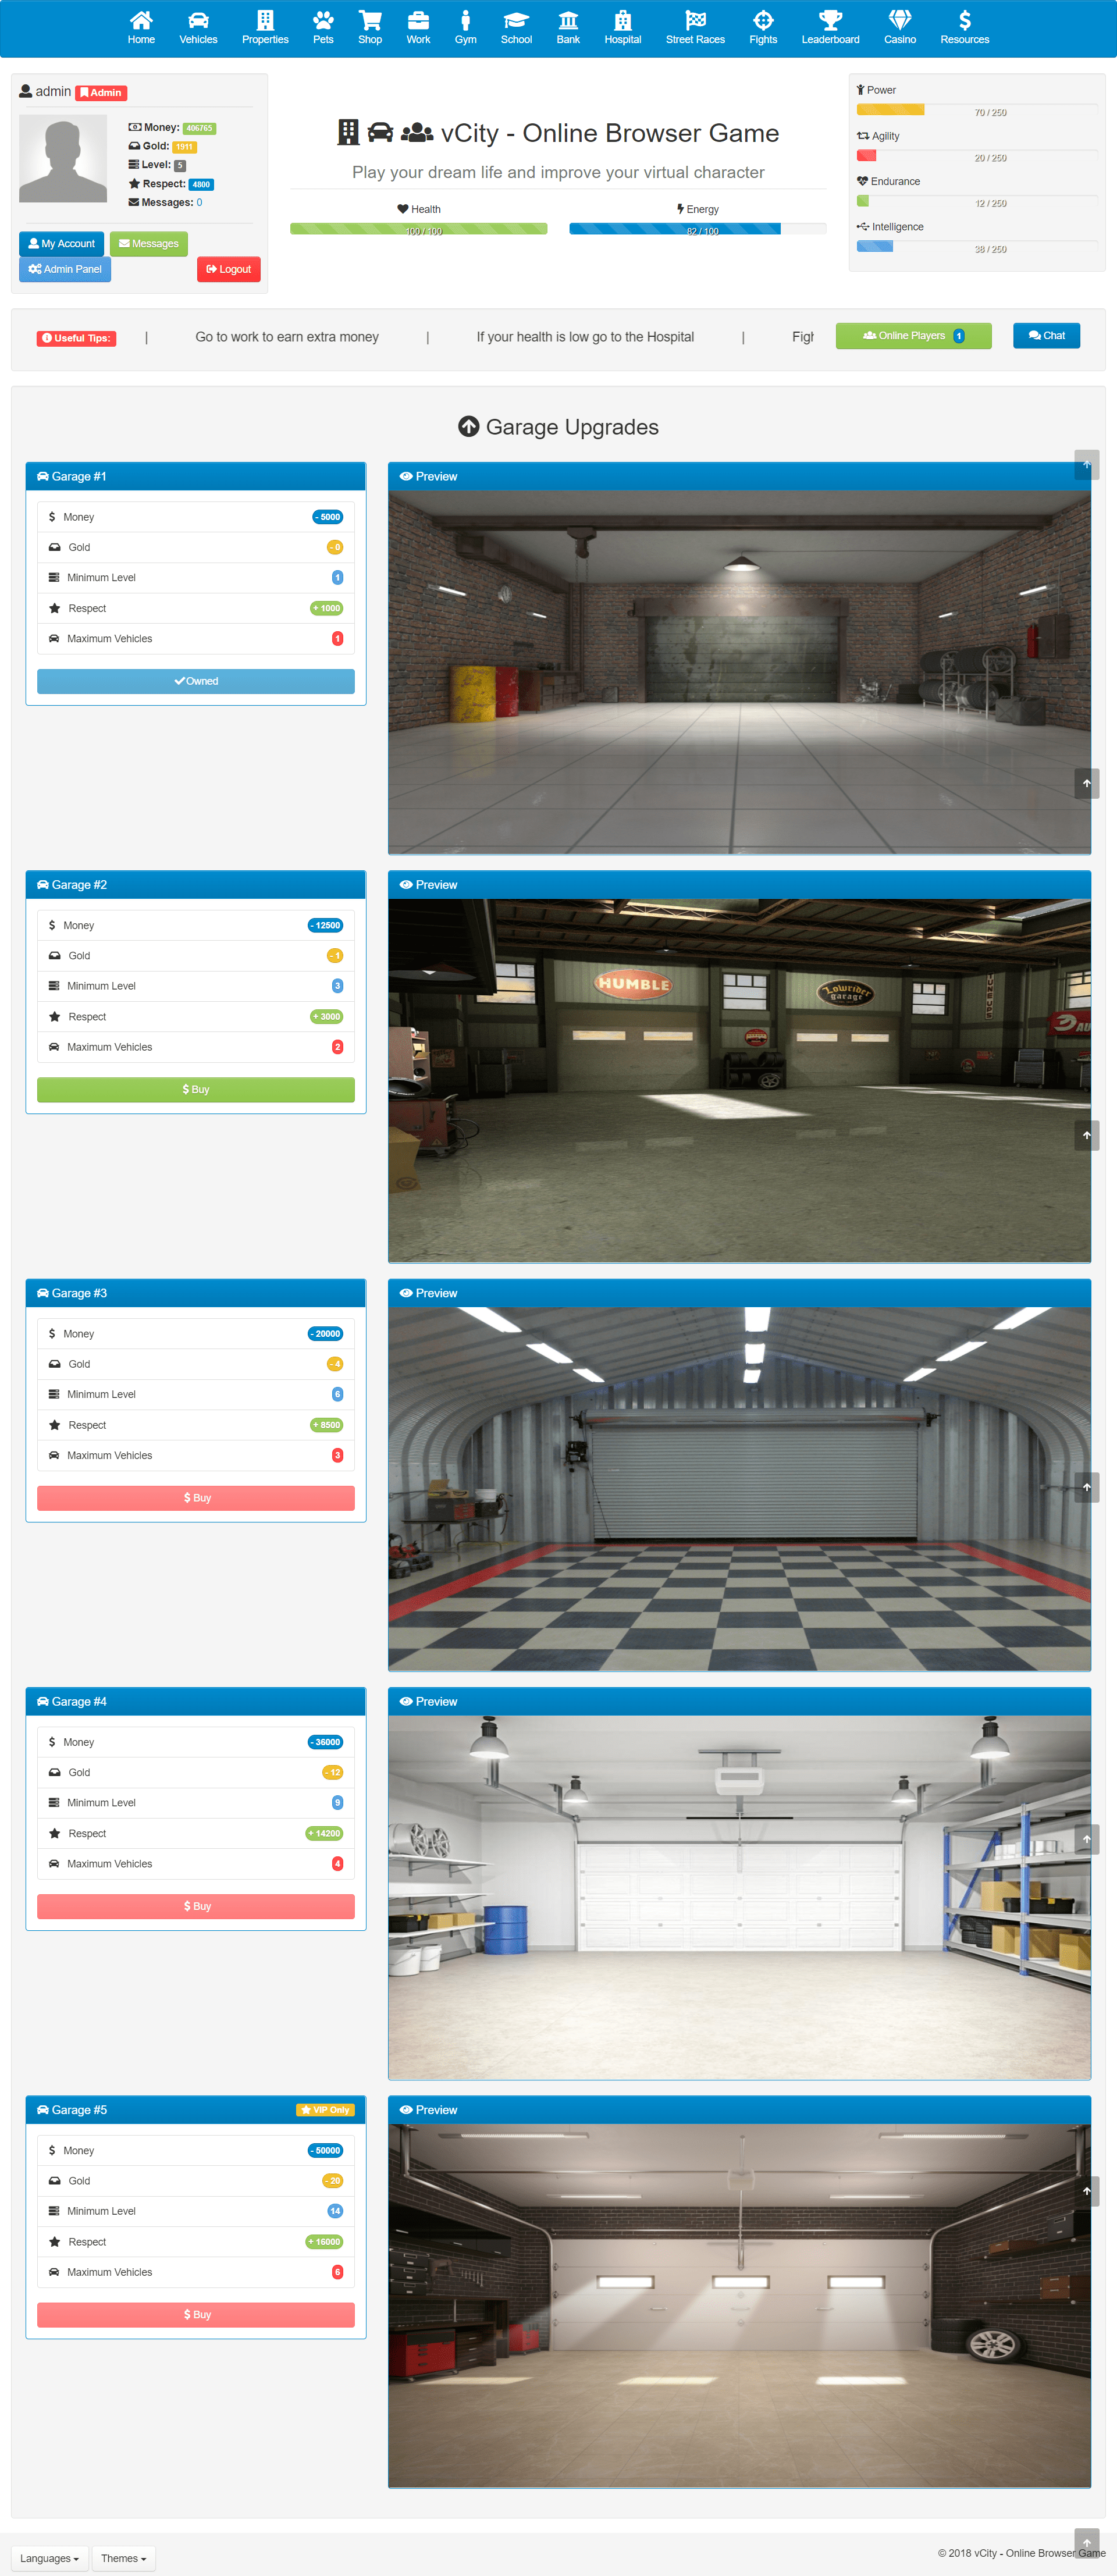 Home Vehicles Properties Pets Shop Work Gym School Bank Hospital Street Races Fights Leaderboard Casino Resources
admin Admin
Money: 406765
Gold: 1911
Level: 5
Respect: 4800
Messages: 0
My Account Messages
Admin Panel Logout
vCity - Online Browser Game
Play your dream life and improve your virtual character
Health Energy
100 / 100 82 / 100
Power
70 / 250
Agility
20 / 250
Endurance
12 / 250
Intelligence
38 / 250
Useful Tips: | Go to work to earn extra money | If your health is low go to the Hospital | Online Players 1 Chat
Garage Upgrades
Garage #1
Money - 5000
Gold - 0
Minimum Level 1
Respect + 1000
Maximum Vehicles 1
Owned
Preview
Garage #2
Money - 12500
Gold - 1
Minimum Level 3
Respect + 3000
Maximum Vehicles 2
$ Buy
Preview
HUMBLE
Lowrider
garage
TUNEUPS
Garage #3
Money - 20000
Gold - 4
Minimum Level 6
Respect + 8500
Maximum Vehicles 3
$ Buy
Preview
Garage #4
Money - 36000
Gold - 12
Minimum Level 9
Respect + 14200
Maximum Vehicles 4
$ Buy
Preview
Garage #5 VIP Only
Money - 50000
Gold - 20
Minimum Level 14
Respect + 16000
Maximum Vehicles 6
$ Buy
Preview
Languages Themes
© 2018 vCity - Online Browser Game